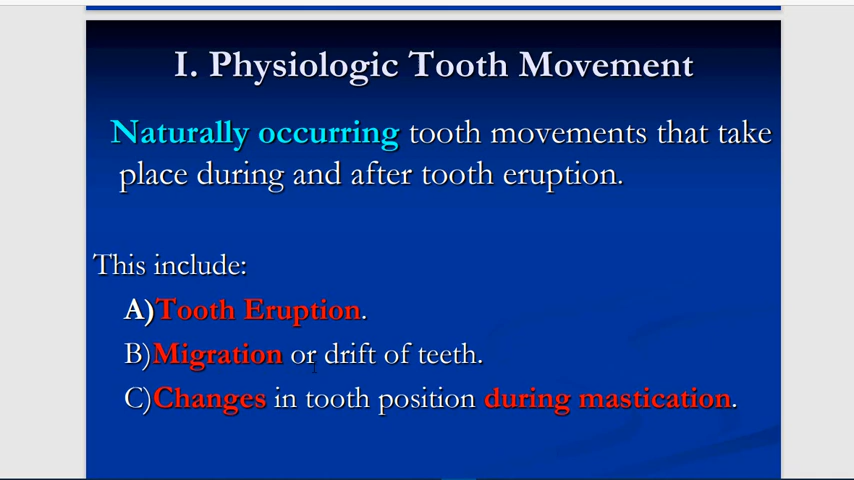 I. Physiologic Tooth Movement
Naturally occurring tooth movements that take
place during and after tooth eruption.
This include:
A)Tooth Eruption.
B)Migration or drift of teeth.
C)Changes in tooth position during mastication.